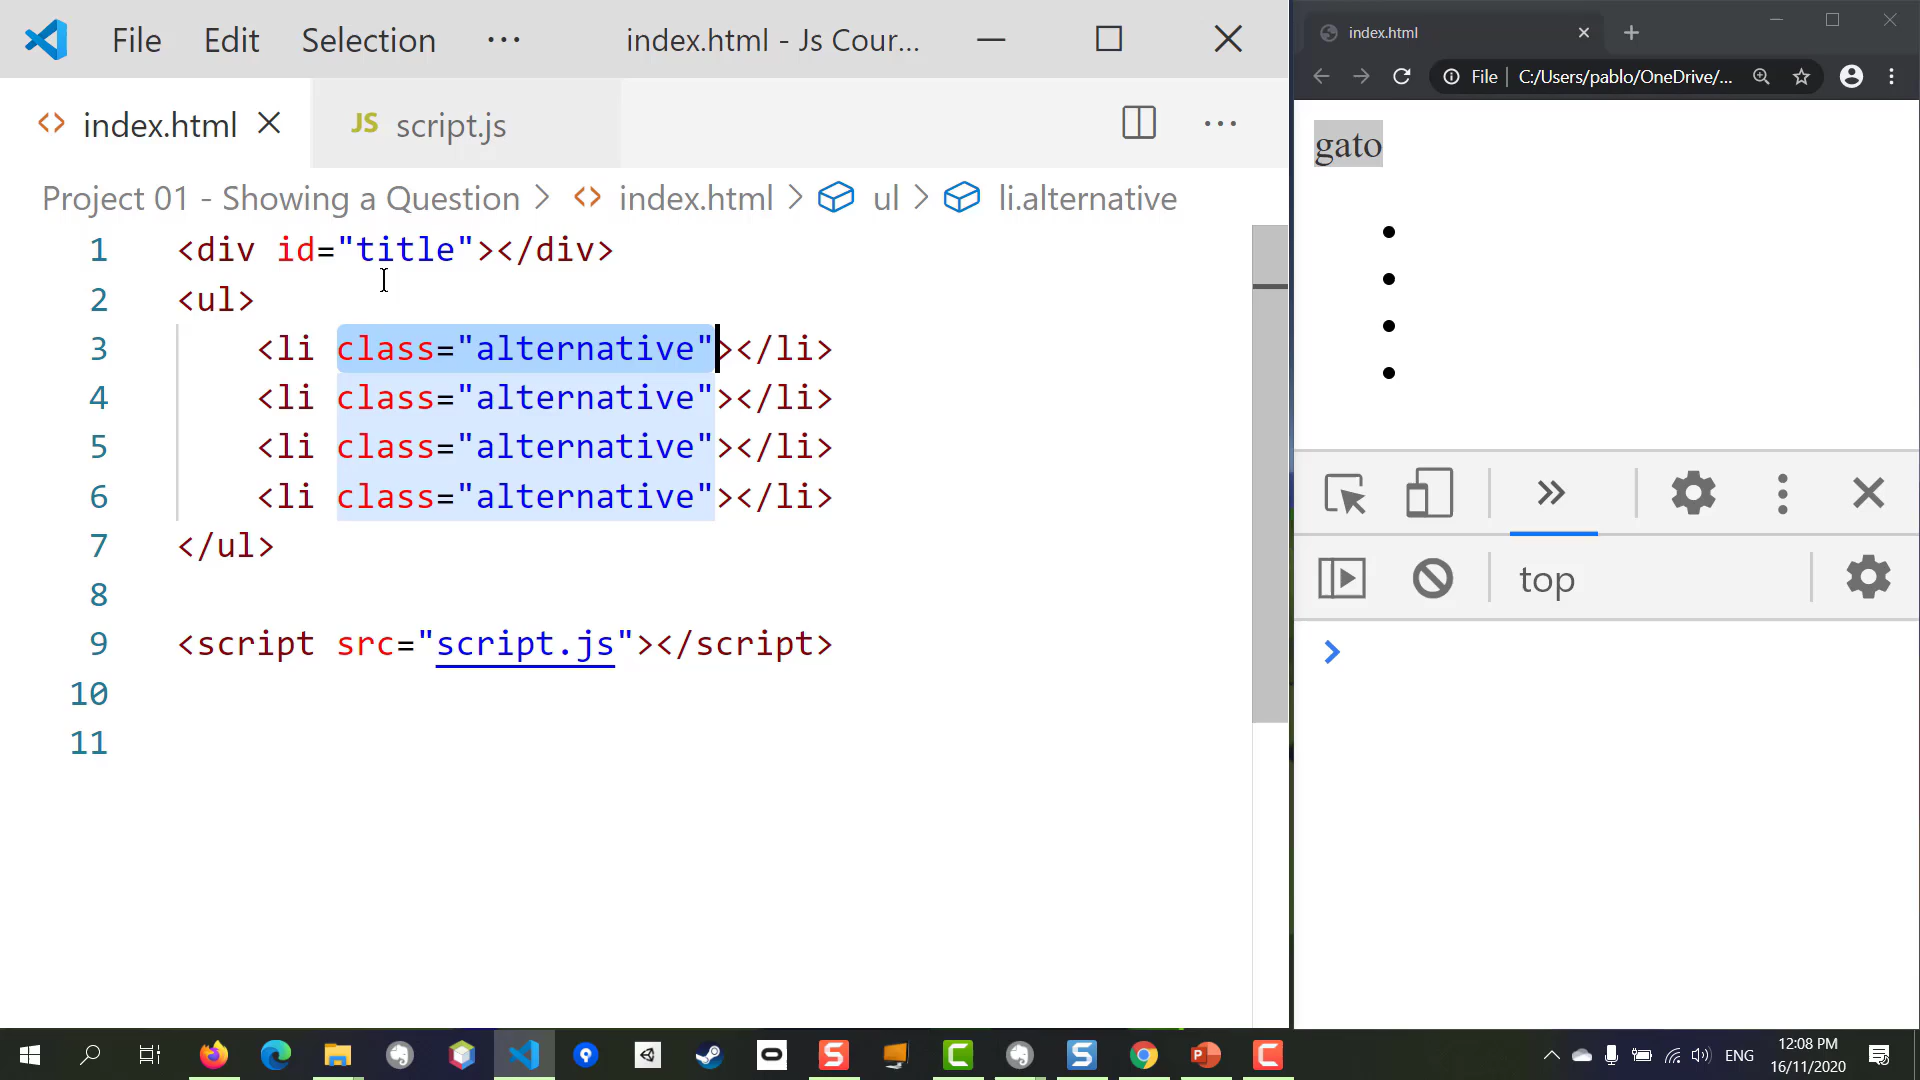 File Edit Selection ··· index.html - Js Cour...
index.html JS script.js ···
Project 01 - Showing a Question > index.html > ul > li.alternative
1 <div id="title"></div>
2 <ul>
3 <li class="alternative"></li>
4 <li class="alternative"></li>
5 <li class="alternative"></li>
6 <li class="alternative"></li>
7 </ul>
8
9 <script src="script.js"></script>
10
11
index.html
File C:/Users/pablo/OneDrive/...
gato
top
ENG
12:08 PM
16/11/2020